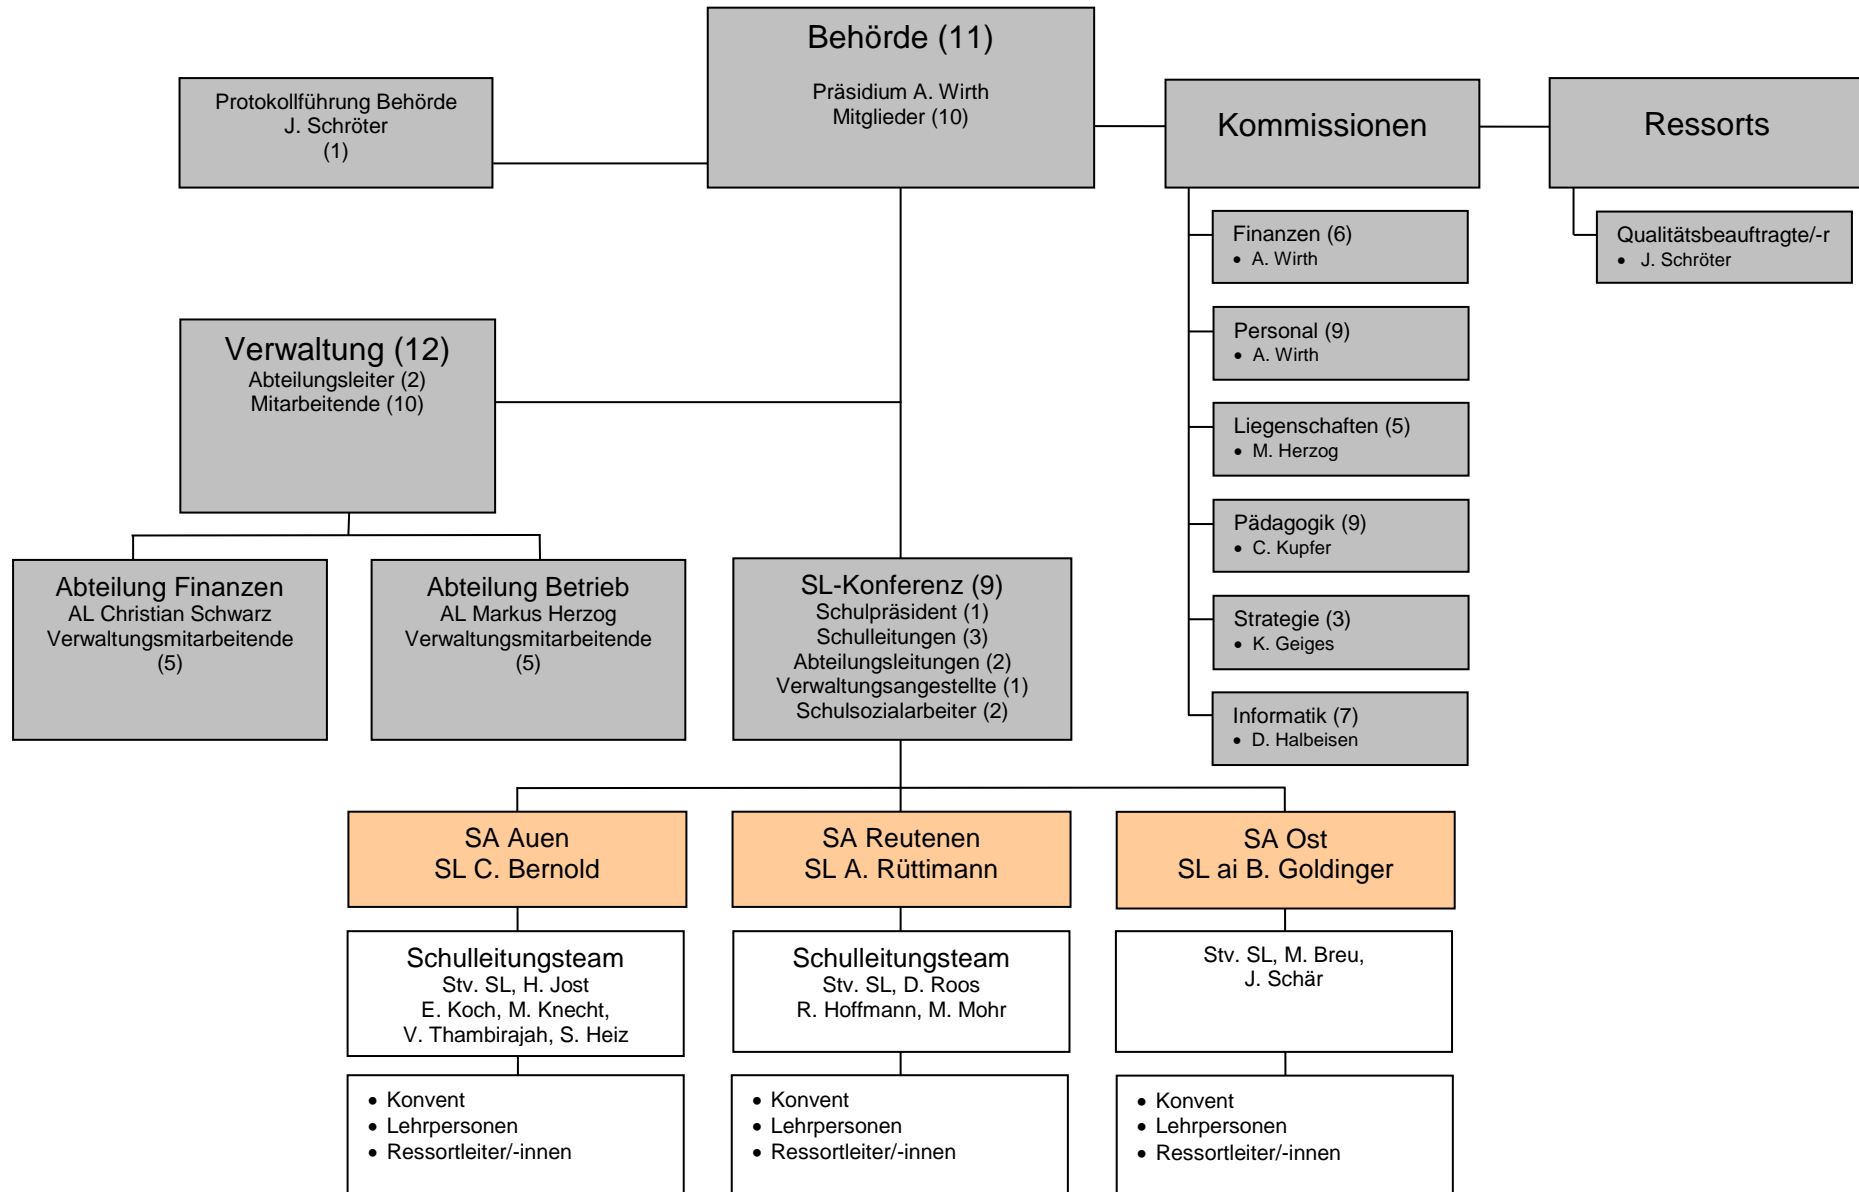 Behörde (11)
Präsidium A. Wirth
Mitglieder (10)
Protokollführung Behörde
J. Schröter
(1)
Kommissionen
Ressorts
Finanzen (6)
• A. Wirth
Personal (9)
• A. Wirth
Liegenschaften (5)
• M. Herzog
Pädagogik (9)
• C. Kupfer
Strategie (3)
• K. Geiges
Informatik (7)
• D. Halbeisen
Qualitätsbeauftragte/-r
• J. Schröter
Verwaltung (12)
Abteilungsleiter (2)
Mitarbeitende (10)
Abteilung Finanzen
AL Christian Schwarz
Verwaltungsmitarbeitende
(5)
Abteilung Betrieb
AL Markus Herzog
Verwaltungsmitarbeitende
(5)
SL-Konferenz (9)
Schulpräsident (1)
Schulleitungen (3)
Abteilungsleitungen (2)
Verwaltungsangestellte (1)
Schulsozialarbeiter (2)
SA Auen
SL C. Bernold
SA Reutenen
SL A. Rüttimann
SA Ost
SL ai B. Goldinger
Schulleitungsteam
Stv. SL, H. Jost
E. Koch, M. Knecht,
V. Thambirajah, S. Heiz
Schulleitungsteam
Stv. SL, D. Roos
R. Hoffmann, M. Mohr
Stv. SL, M. Breu,
J. Schär
• Konvent
• Lehrpersonen
• Ressortleiter/-innen
• Konvent
• Lehrpersonen
• Ressortleiter/-innen
• Konvent
• Lehrpersonen
• Ressortleiter/-innen